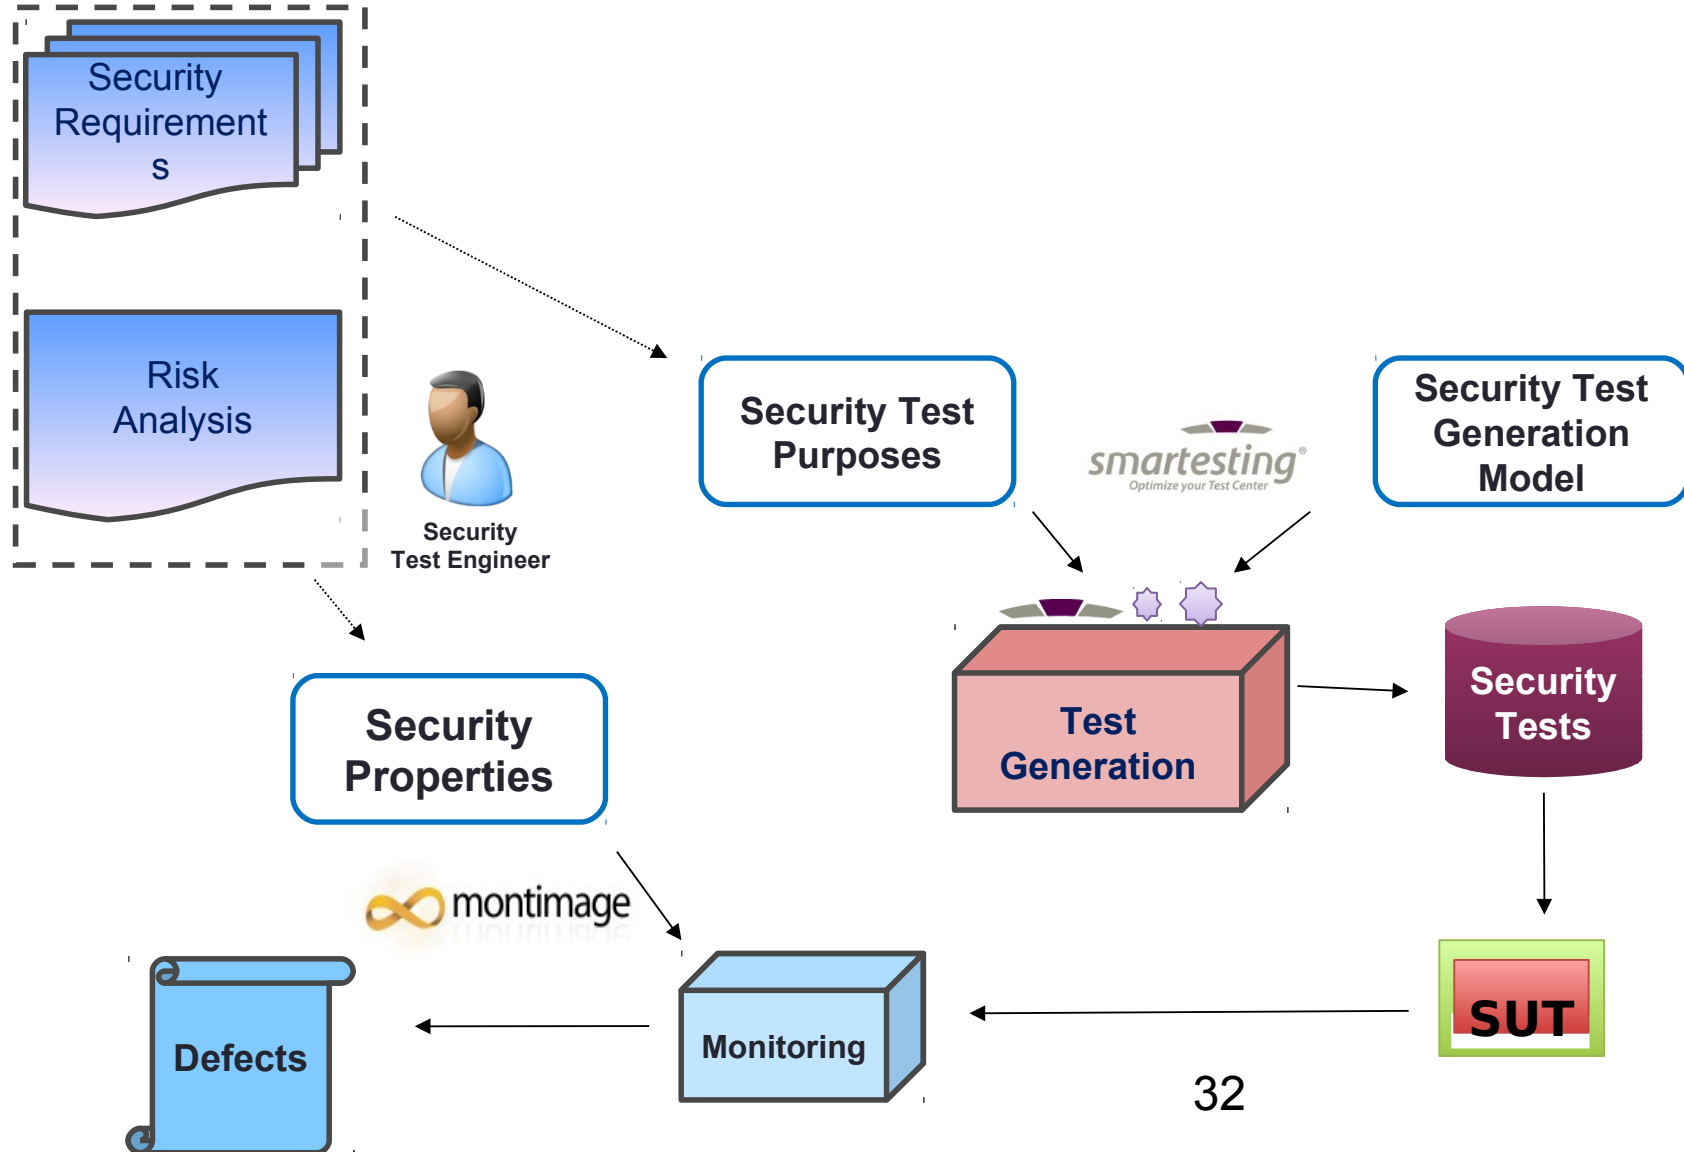 Security
Requirement
s
Risk
Analysis
Security
Test Engineer
Security Test
Purposes
smartesting®
Optimize your Test Center
Security Test
Generation
Model
Test
Generation
Security
Tests
Security
Properties
montimage
Defects
Monitoring
SUT
32